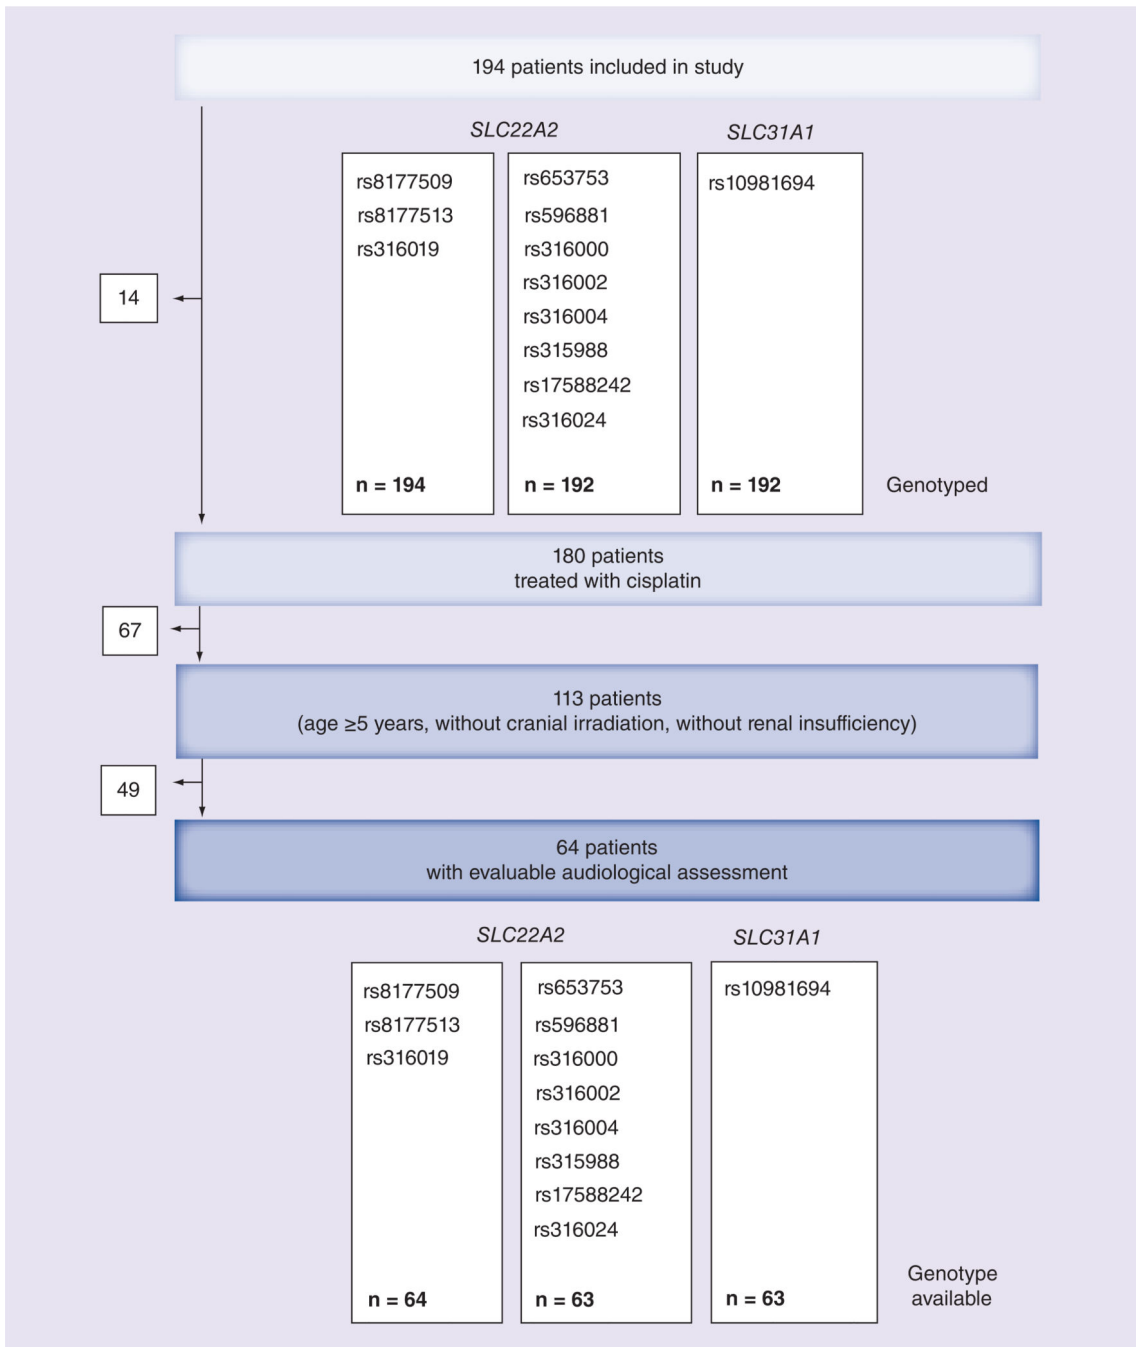 194 patients included in study
SLC22A2
SLC31A1
rs8177509
rs8177513
rs316019
n = 194
rs653753
rs596881
rs316000
rs316002
rs316004
rs315988
rs17588242
rs316024
n = 192
rs10981694
n = 192
Genotyped
14
180 patients
treated with cisplatin
67
113 patients
(age ≥5 years, without cranial irradiation, without renal insufficiency)
49
64 patients
with evaluable audiological assessment
SLC22A2
SLC31A1
rs8177509
rs8177513
rs316019
n = 64
rs653753
rs596881
rs316000
rs316002
rs316004
rs315988
rs17588242
rs316024
n = 63
rs10981694
n = 63
Genotype
available